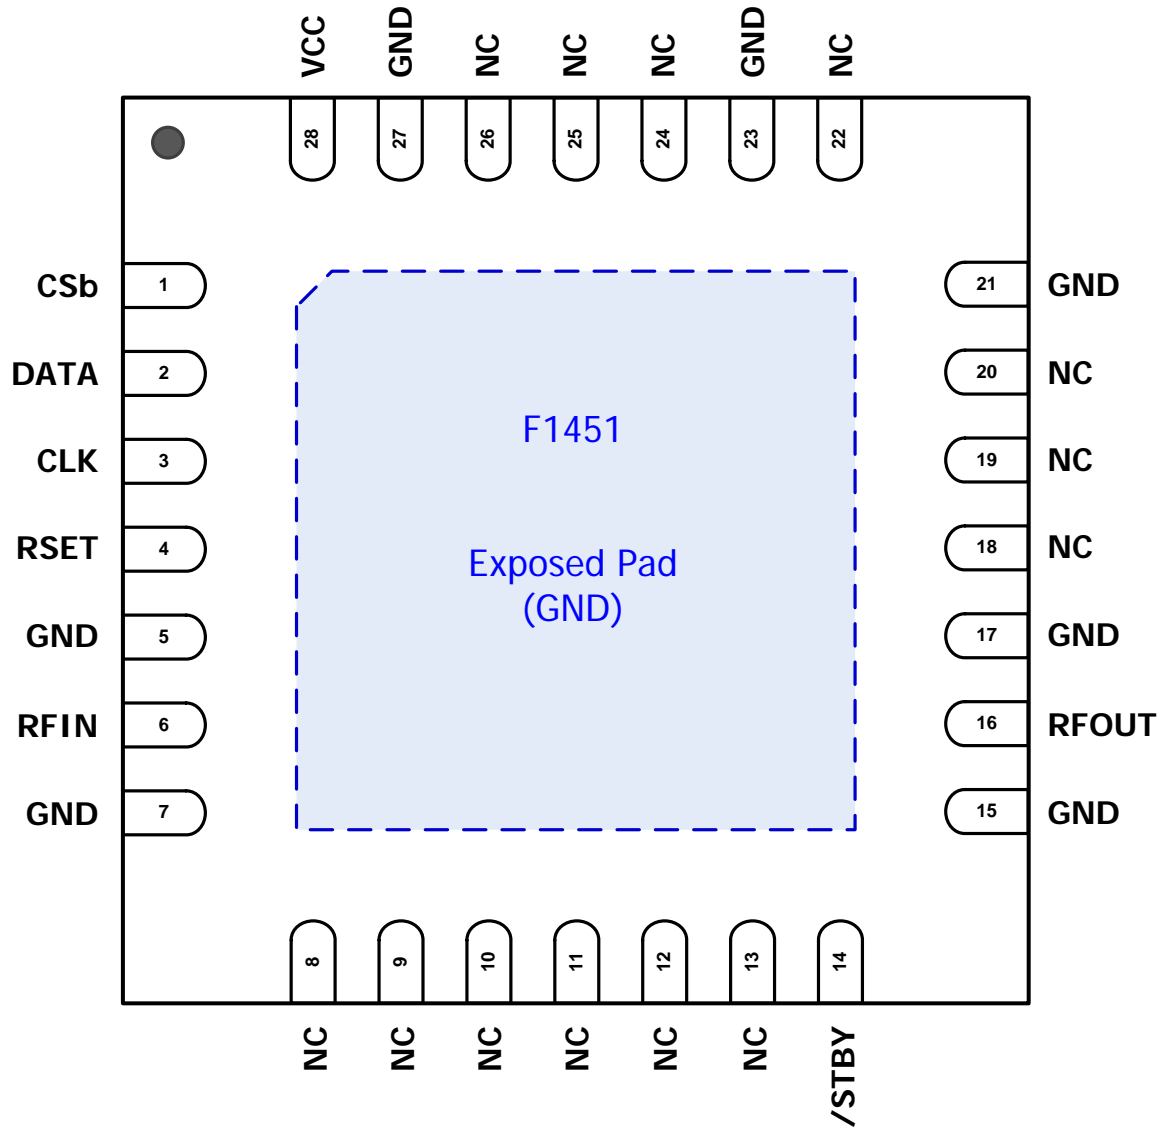 VCC GND NC NC NC GND NC
28 27 26 25 24 23 22
CSb 1
21 GND
DATA 2
20 NC
CLK 3
19 NC
RSET 4
18 NC
GND 5
17 GND
RFIN 6
16 RFOUT
GND 7
15 GND
F1451
Exposed Pad
(GND)
8 9 10 11 12 13 14
NC NC NC NC NC NC /STBY